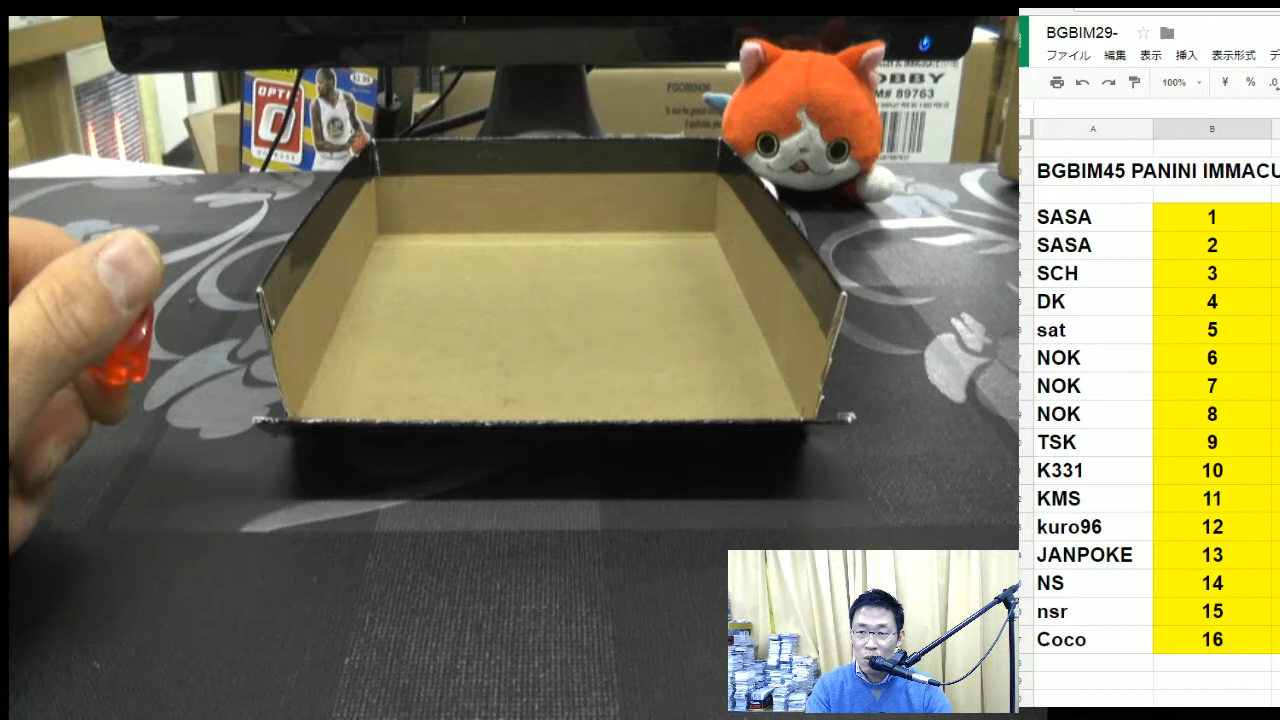 BGBIM29-
ファイル 編集 表示 挿入 表示形式 デ
100% ¥ % .0
A B
BGBIM45 PANINI IMMACU
SASA 1
SASA 2
SCH 3
DK 4
sat 5
NOK 6
NOK 7
NOK 8
TSK 9
K331 10
KMS 11
kuro96 12
JANPOKE 13
NS 14
nsr 15
Coco 16
OPTIC
OBBY
M# 89763